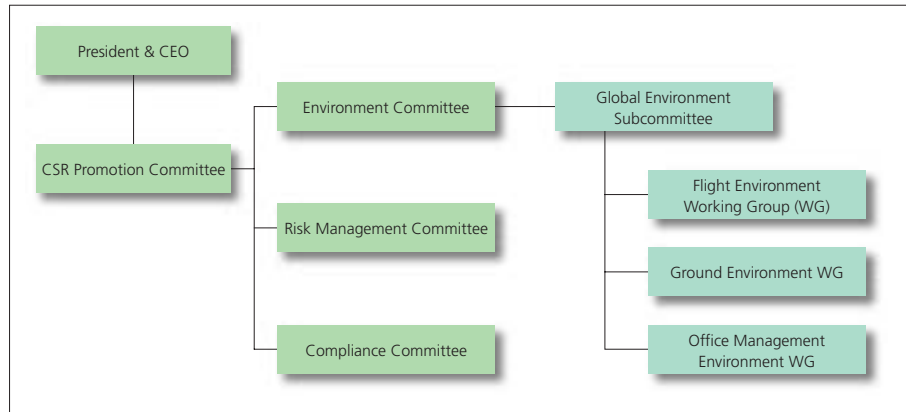 President & CEO
CSR Promotion Committee
Environment Committee
Risk Management Committee
Compliance Committee
Global Environment
Subcommittee
Flight Environment
Working Group (WG)
Ground Environment WG
Office Management
Environment WG